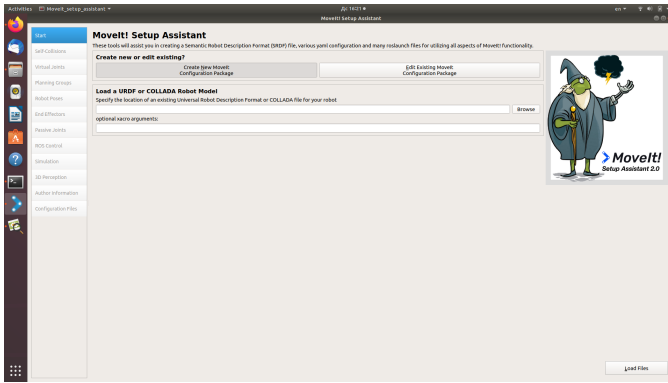 Activities MoveIt_setup_assistant
Дс 16:21
en
MoveIt! Setup Assistant
Start
Self-Collisions
Virtual Joints
Planning Groups
Robot Poses
End Effectors
Passive Joints
ROS Control
Simulation
3D Perception
Author Information
Configuration Files
MoveIt! Setup Assistant
These tools will assist you in creating a Semantic Robot Description Format (SRDF) file, various yaml configuration and many roslaunch files for utilizing all aspects of MoveIt! functionality.
Create new or edit existing?
Create New MoveIt
Configuration Package
Edit Existing MoveIt
Configuration Package
Load a URDF or COLLADA Robot Model
Specify the location of an existing Universal Robot Description Format or COLLADA file for your robot
Browse
optional xacro arguments:
MoveIt!
Setup Assistant 2.0
Load Files